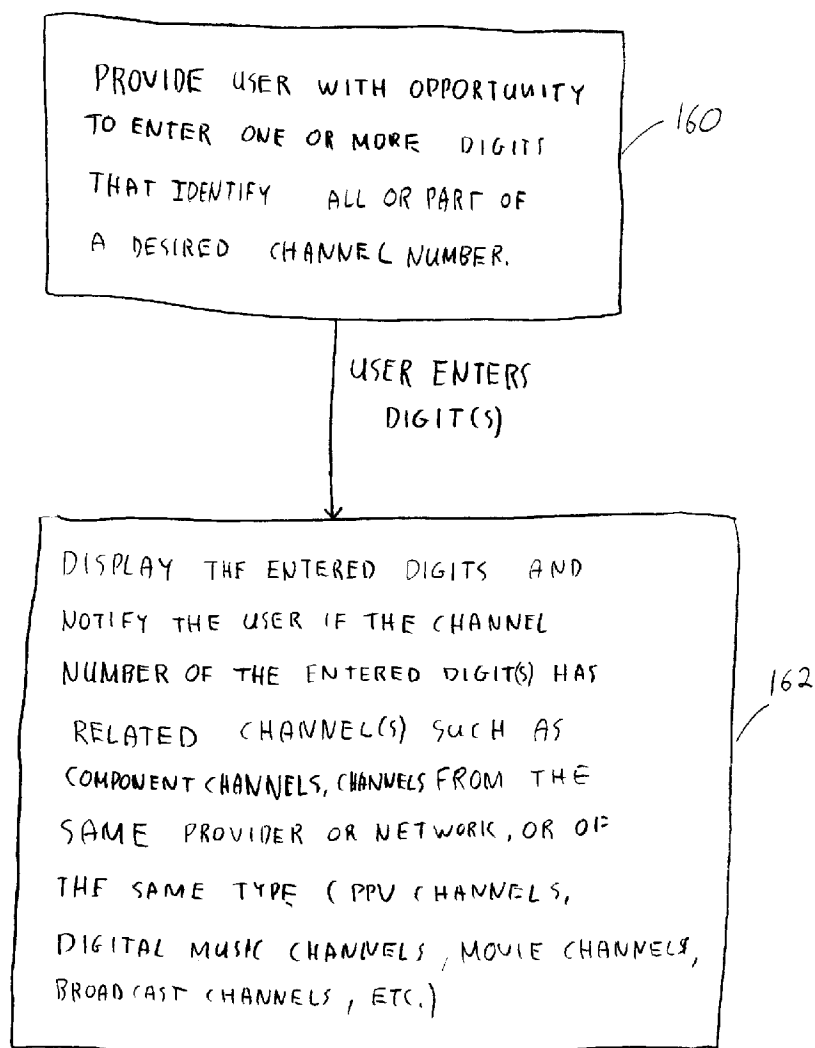 PROVIDE USER WITH OPPORTUNITY
TO ENTER ONE OR MORE DIGITS
THAT IDENTIFY ALL OR PART OF
A DESIRED CHANNEL NUMBER.
160
USER ENTERS
DIGIT(S)
DISPLAY THE ENTERED DIGITS AND
NOTIFY THE USER IF THE CHANNEL
NUMBER OF THE ENTERED DIGIT(S) HAS
RELATED CHANNEL(S) SUCH AS
COMPONENT CHANNELS, CHANNELS FROM THE
SAME PROVIDER OR NETWORK, OR OF
THE SAME TYPE (PPV CHANNELS,
DIGITAL MUSIC CHANNELS, MOVIE CHANNELS,
BROADCAST CHANNELS, ETC.)
162